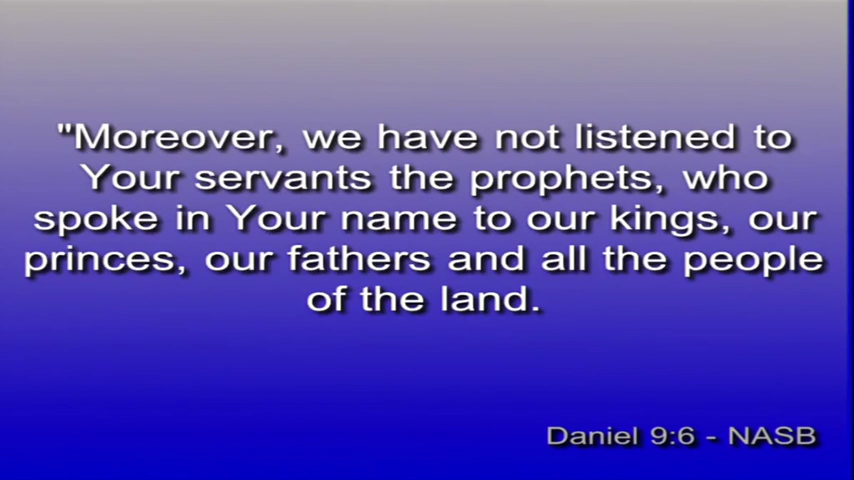 "Moreover, we have not listened to
Your servants the prophets, who
spoke in Your name to our kings, our
princes, our fathers and all the people
of the land.
Daniel 9:6 - NASB